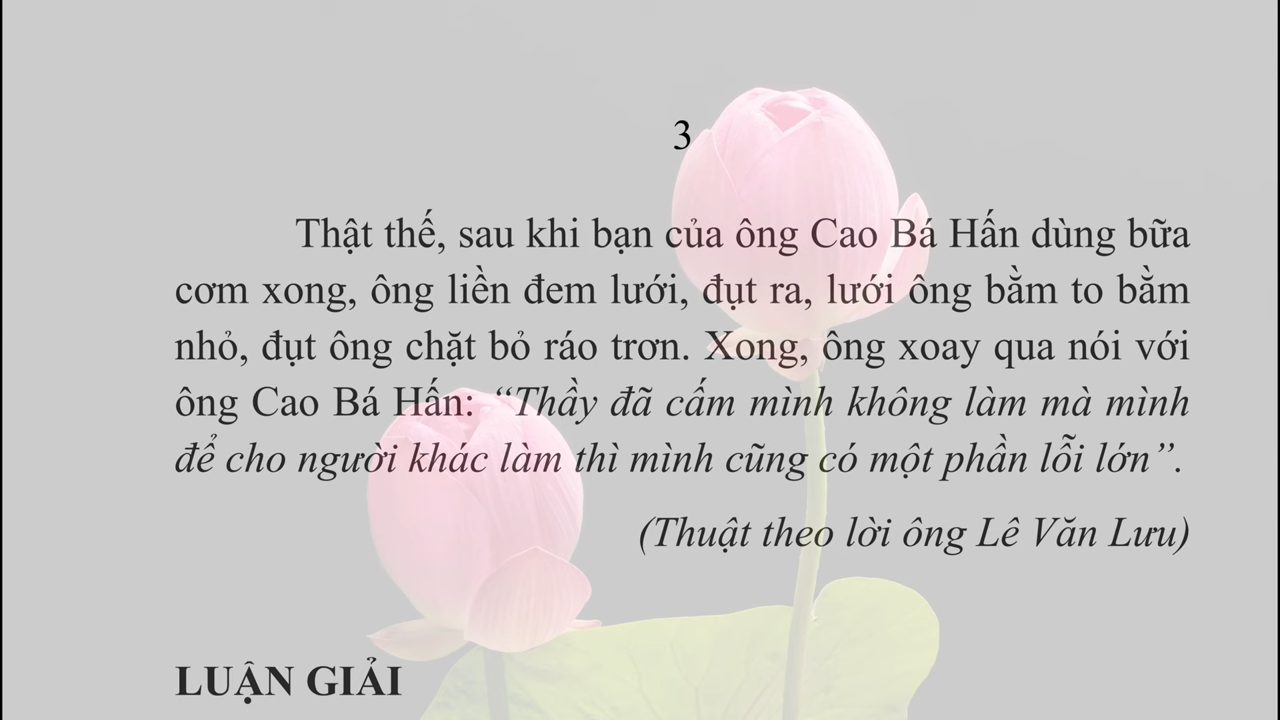 3
Thật thế, sau khi bạn của ông Cao Bá Hấn dùng bữa
cơm xong, ông liền đem lưới, đụt ra, lưới ông bằm to bằm
nhỏ, đụt ông chặt bỏ ráo trơn. Xong, ông xoay qua nói với
ông Cao Bá Hấn: “Thầy đã cấm mình không làm mà mình
để cho người khác làm thì mình cũng có một phần lỗi lớn”.
(Thuật theo lời ông Lê Văn Lưu)
LUẬN GIẢI